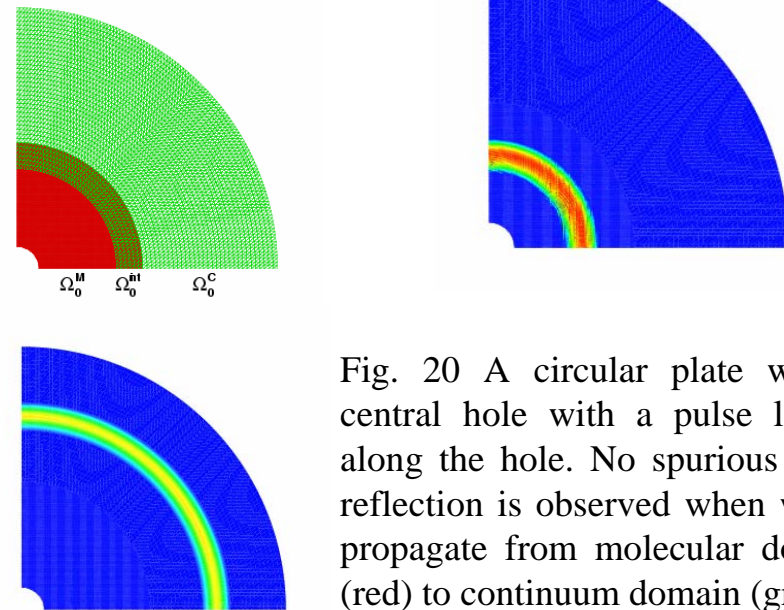 Ω₀ᴹ Ω₀ⁱⁿᵗ Ω₀ᶜ
Fig. 20 A circular plate
central hole with a pulse
along the hole. No spurious
reflection is observed when
propagate from molecular
(red) to continuum domain